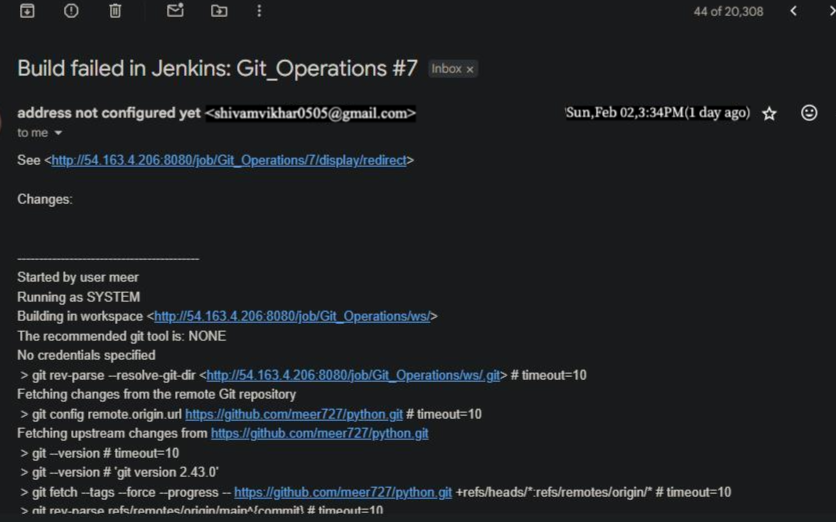 44 of 20,308
Build failed in Jenkins: Git_Operations #7 Inbox x
address not configured yet <shivamvikhar0505@gmail.com> Sun,Feb 02,3:34PM(1 day ago)
to me
See <http://54.163.4.206:8080/job/Git_Operations/7/display/redirect>
Changes:
------------------------------------------
Started by user meer
Running as SYSTEM
Building in workspace <http://54.163.4.206:8080/job/Git_Operations/ws/>
The recommended git tool is: NONE
No credentials specified
> git rev-parse --resolve-git-dir <http://54.163.4.206:8080/job/Git_Operations/ws/.git> # timeout=10
Fetching changes from the remote Git repository
> git config remote.origin.url https://github.com/meer727/python.git # timeout=10
Fetching upstream changes from https://github.com/meer727/python.git
> git --version # timeout=10
> git --version # 'git version 2.43.0'
> git fetch --tags --force --progress -- https://github.com/meer727/python.git +refs/heads/*:refs/remotes/origin/* # timeout=10
> git rev-parse refs/remotes/origin/main^{commit} # timeout=10